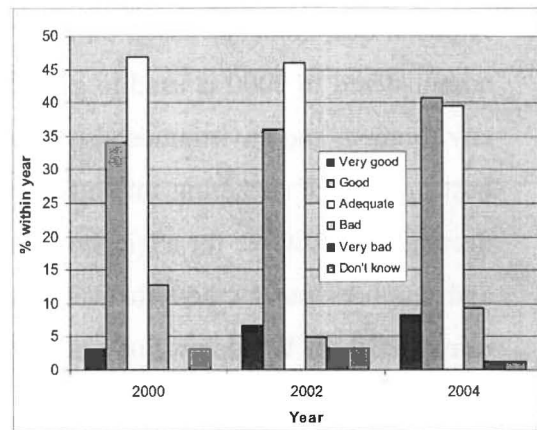 50
45
40
35
30
25
20
15
10
5
0
% within year
Very good
Good
Adequate
Bad
Very bad
Don't know
2000
2002
2004
Year